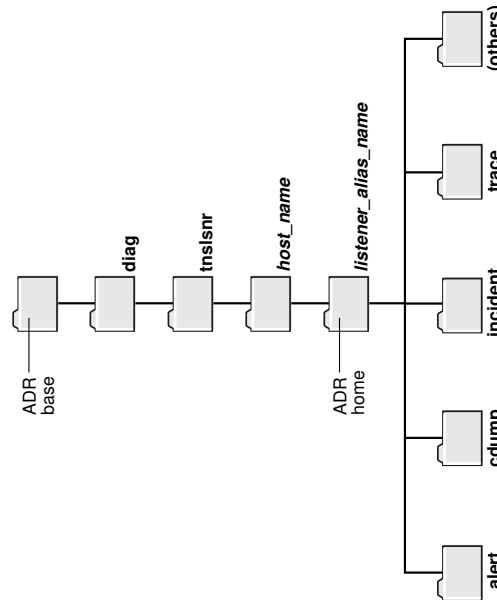 ADR
base
diag
tnslsnr
host_name
ADR
home
listener_alias_name
alert
cdump
incident
trace
(others)